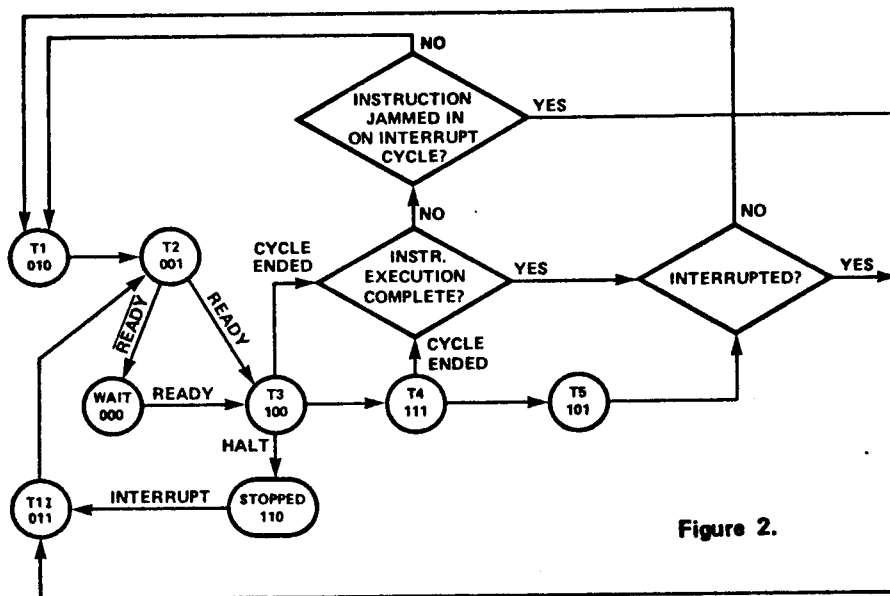 NO
INSTRUCTION
JAMMED IN
ON INTERRUPT
CYCLE?
YES
NO
NO
T1
010
T2
001
CYCLE
ENDED
INSTR.
EXECUTION
COMPLETE?
YES
INTERRUPTED?
YES
READY
READY
CYCLE
ENDED
WAIT
000
READY
T3
100
T4
111
T5
101
HALT
T1I
011
INTERRUPT
STOPPED
110
Figure 2.